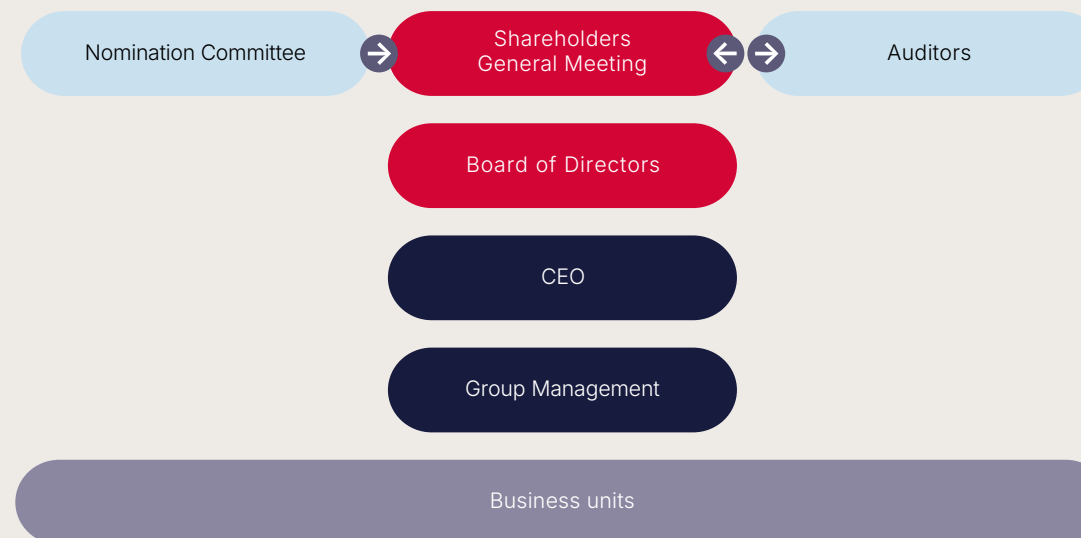 Nomination Committee
Shareholders
General Meeting
Auditors
Board of Directors
CEO
Group Management
Business units